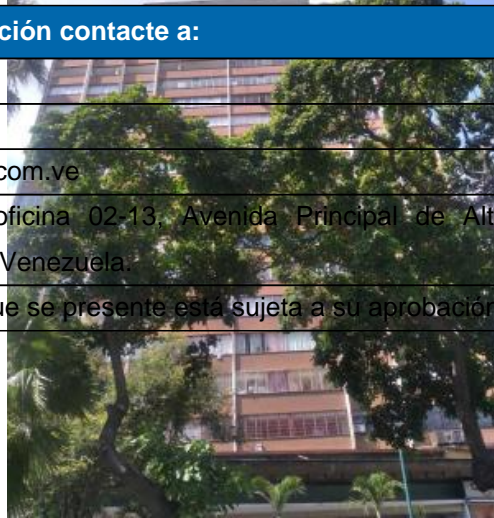 ción contacte a:
com.ve
oficina 02-13, Avenida Principal de Alt
Venezuela.
ue se presente está sujeta a su aprobación